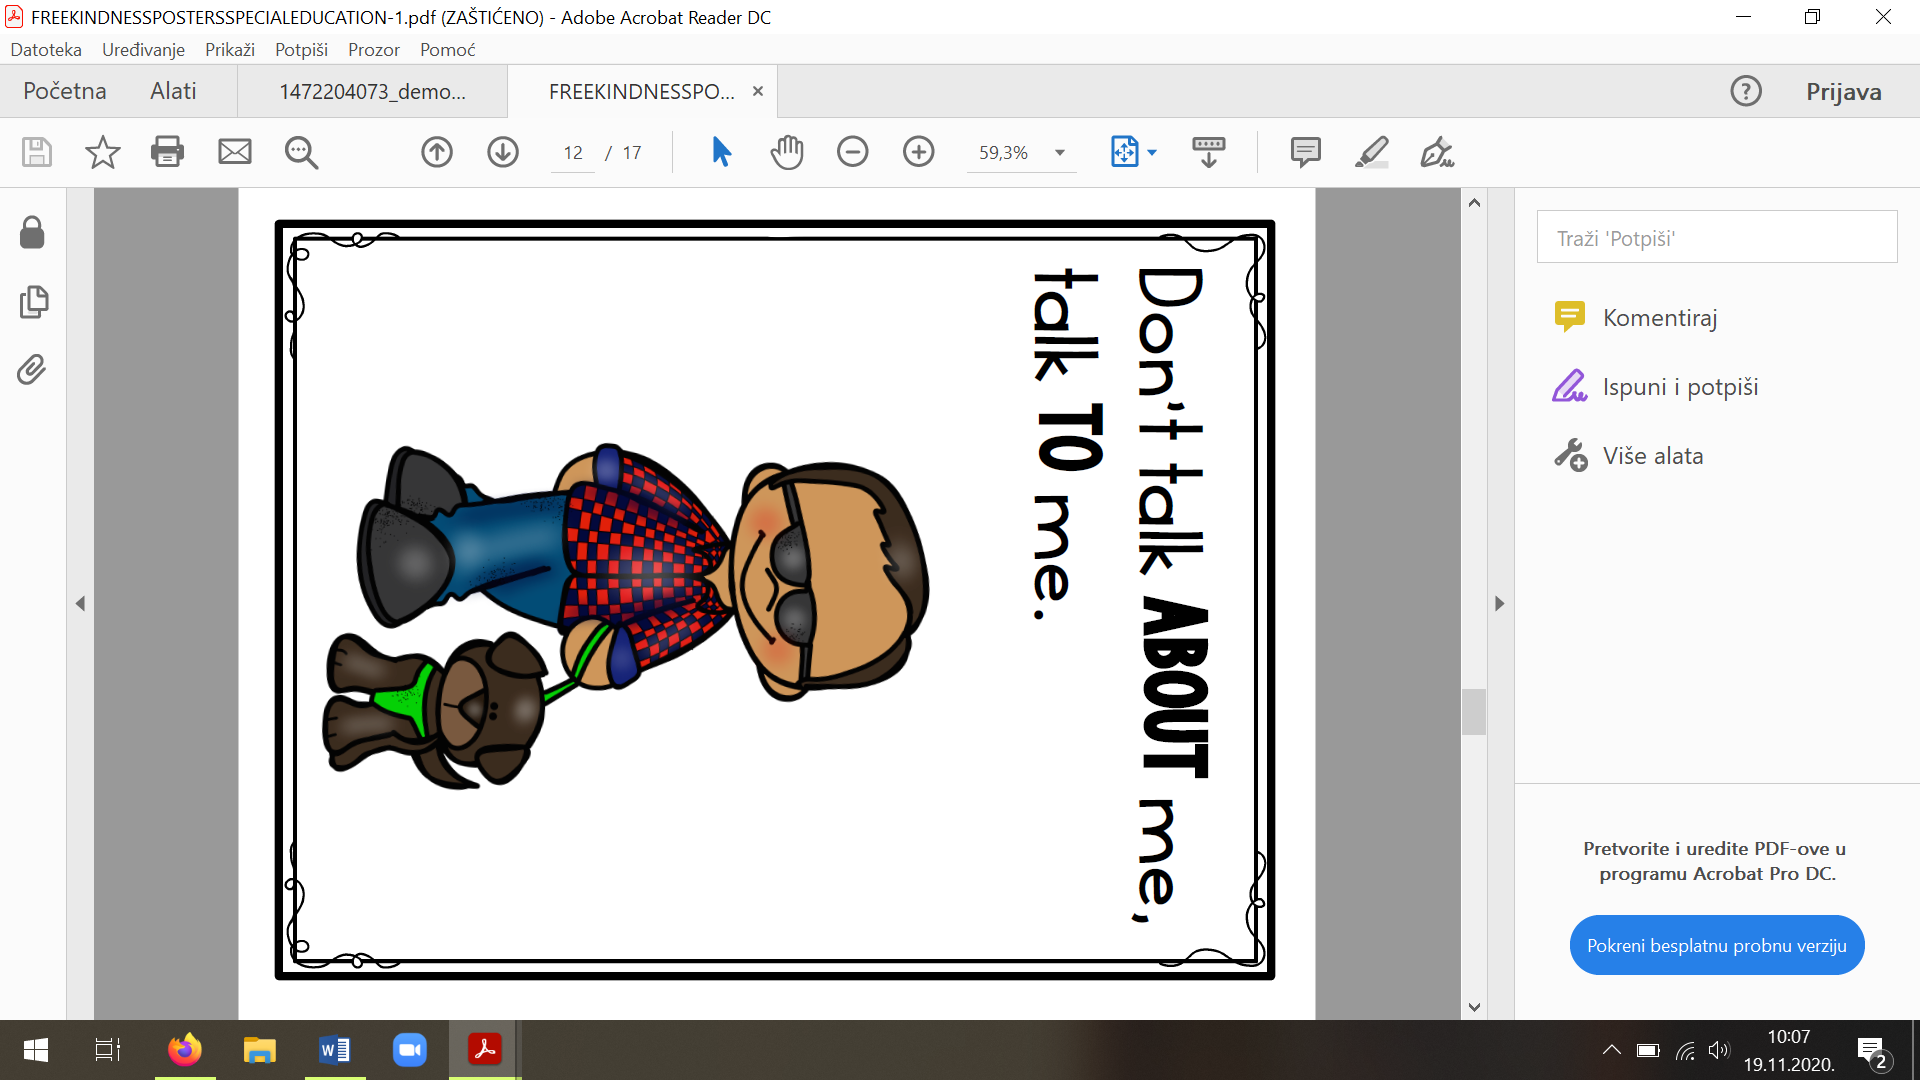 FREEKINDNESSPOSTERSSPECIALEDUCATION-1.pdf (ZAŠTIĆENO) - Adobe Acrobat Reader DC
Datoteka Uređivanje Prikaži Potpiši Prozor Pomoć
Početna Alati 1472204073_demo... FREEKINDNESSPO... Prijava
12 / 17 59,3%
Don't talk ABOUT me,
talk TO me.
Traži 'Potpiši'
Komentiraj
Ispuni i potpiši
Više alata
Pretvorite i uredite PDF-ove u
programu Acrobat Pro DC.
Pokreni besplatnu probnu verziju
10:07
19.11.2020.
2